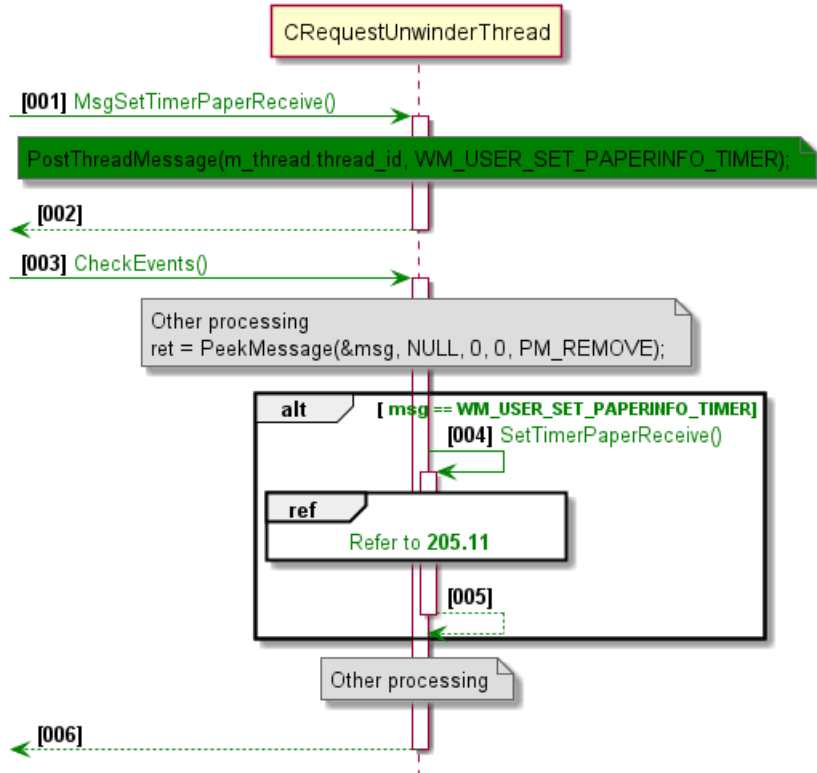 CRequestUnwinderThread
[001] MsgSetTimerPaperReceive()
PostThreadMessage(m_thread.thread_id, WM_USER_SET_PAPERINFO_TIMER);
[002]
[003] CheckEvents()
Other processing
ret = PeekMessage(&msg, NULL, 0, 0, PM_REMOVE);
alt [ msg == WM_USER_SET_PAPERINFO_TIMER]
[004] SetTimerPaperReceive()
ref
Refer to 205.11
[005]
Other processing
[006]